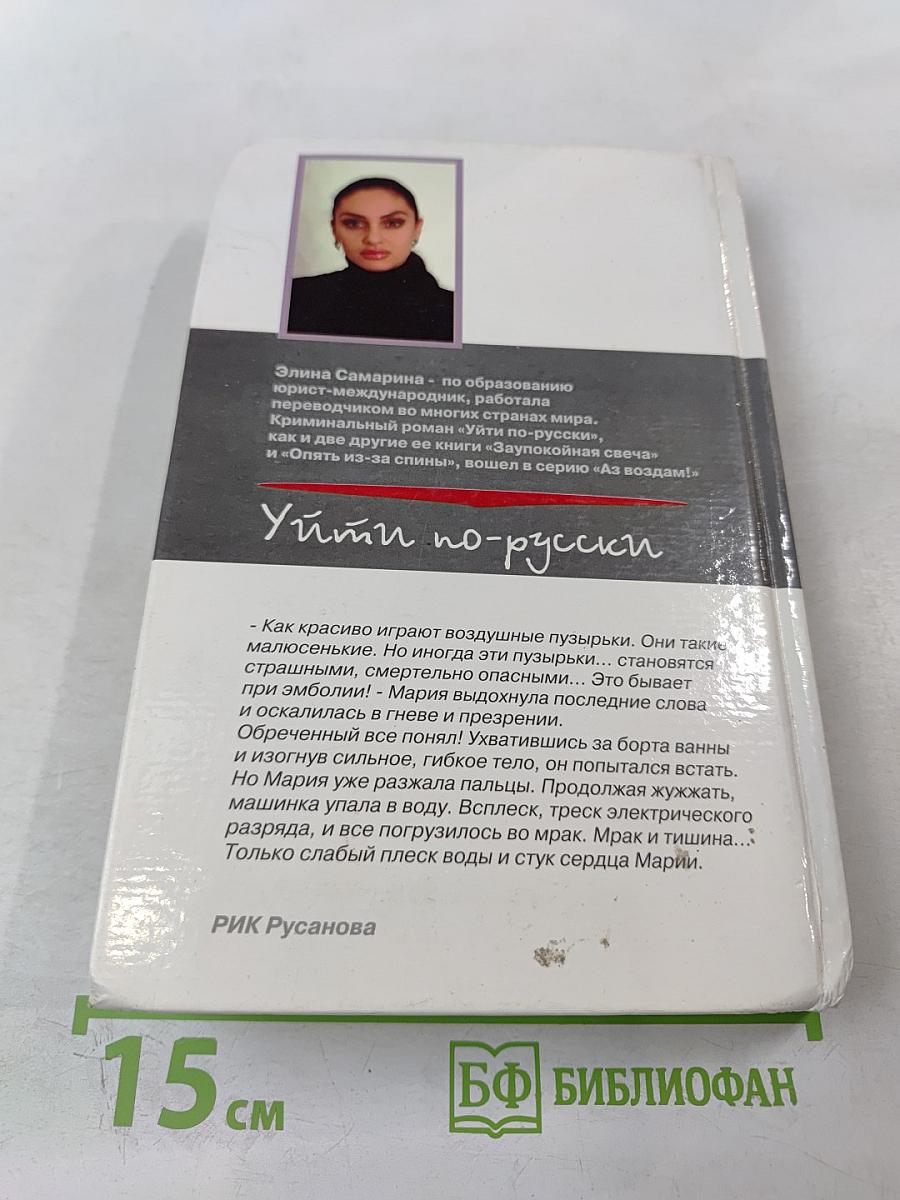 Элина Самарина - по образованию
юрист-международник, работала
переводчиком во многих странах мира.
Криминальный роман «Уйти по-русски»,
как и две другие ее книги «Заупокойная свеча»
и «Опять из-за спины», вошел в серию «Аз воздам!»
Уйти по-русски
- Как красиво играют воздушные пузырьки. Они такие
малюсенькие. Но иногда эти пузырьки... становятся
страшными, смертельно опасными... Это бывает
при эмболии! - Мария выдохнула последние слова
и оскалилась в гневе и презрении.
Обреченный все понял! Ухватившись за борта ванны
и изогнув сильное, гибкое тело, он попытался встать.
Но Мария уже разжала пальцы. Продолжая жужжать,
машинка упала в воду. Всплеск, треск электрического
разряда, и все погрузилось во мрак. Мрак и тишина...
Только слабый плеск воды и стук сердца Марии.
РИК Русанова
15 см
БФ БИБЛИОФАН